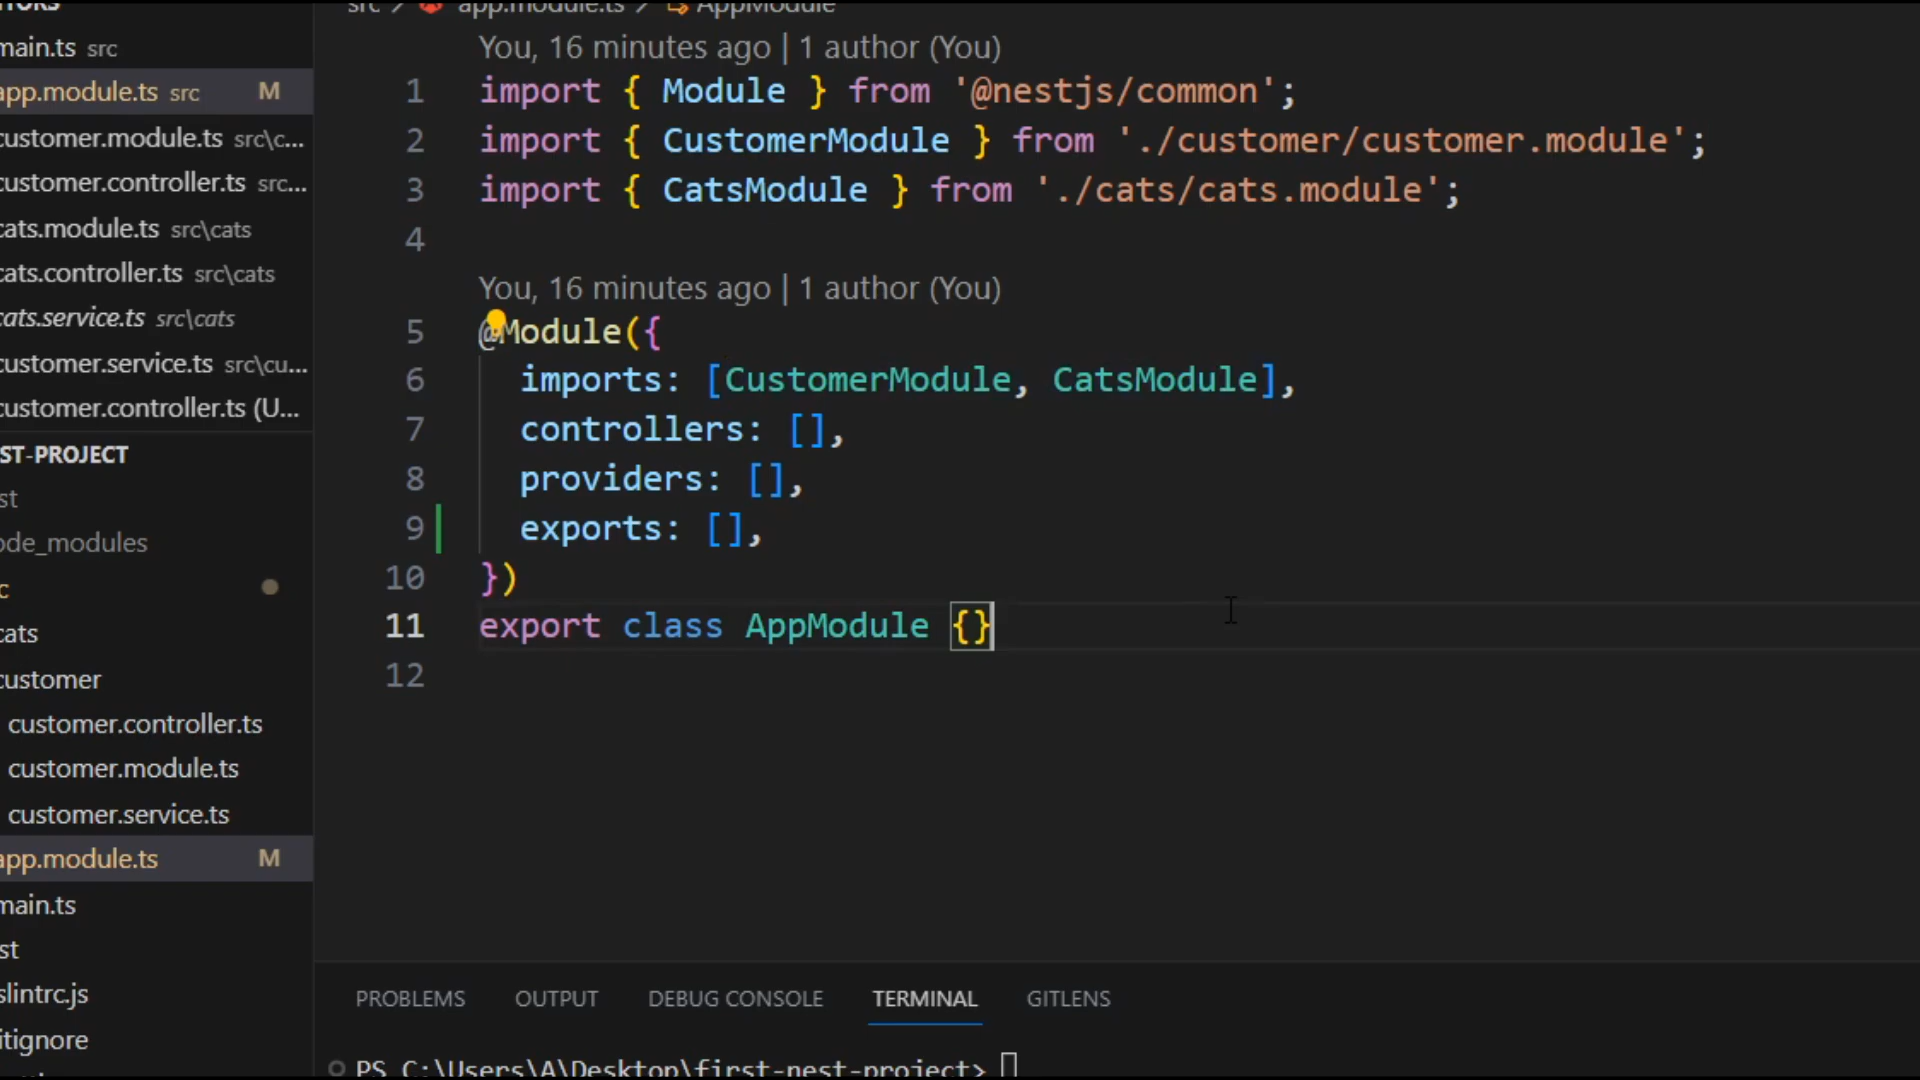 main.ts src
app.module.ts src M
customer.module.ts src\c...
customer.controller.ts src...
cats.module.ts src\cats
cats.controller.ts src\cats
cats.service.ts src\cats
customer.service.ts src\cu...
customer.controller.ts (U...
ST-PROJECT
st
ode_modules
c
cats
customer
customer.controller.ts
customer.module.ts
customer.service.ts
app.module.ts M
main.ts
st
slintrc.js
itignore
src > app.module.ts > AppModule
You, 16 minutes ago | 1 author (You)
1 import { Module } from '@nestjs/common';
2 import { CustomerModule } from './customer/customer.module';
3 import { CatsModule } from './cats/cats.module';
4
You, 16 minutes ago | 1 author (You)
5 @Module({
6 imports: [CustomerModule, CatsModule],
7 controllers: [],
8 providers: [],
9 exports: [],
10 })
11 export class AppModule {}
12
PROBLEMS OUTPUT DEBUG CONSOLE TERMINAL GITLENS
PS C:\Users\A\Desktop\first-nest-project>